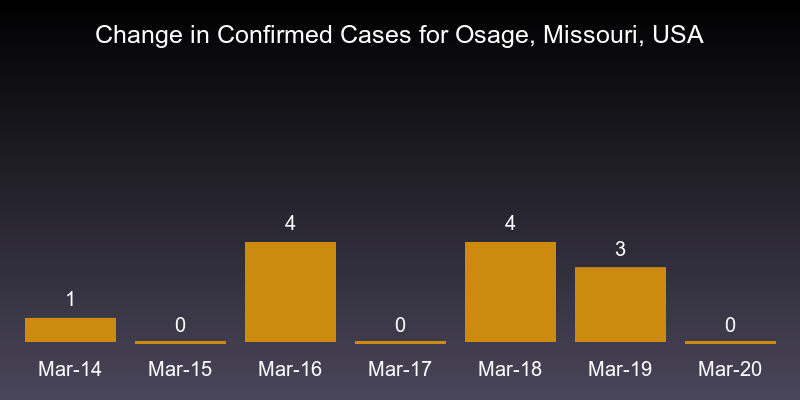 Change in Confirmed Cases for Osage, Missouri, USA
1 0 4 0 4 3 0
Mar-14 Mar-15 Mar-16 Mar-17 Mar-18 Mar-19 Mar-20